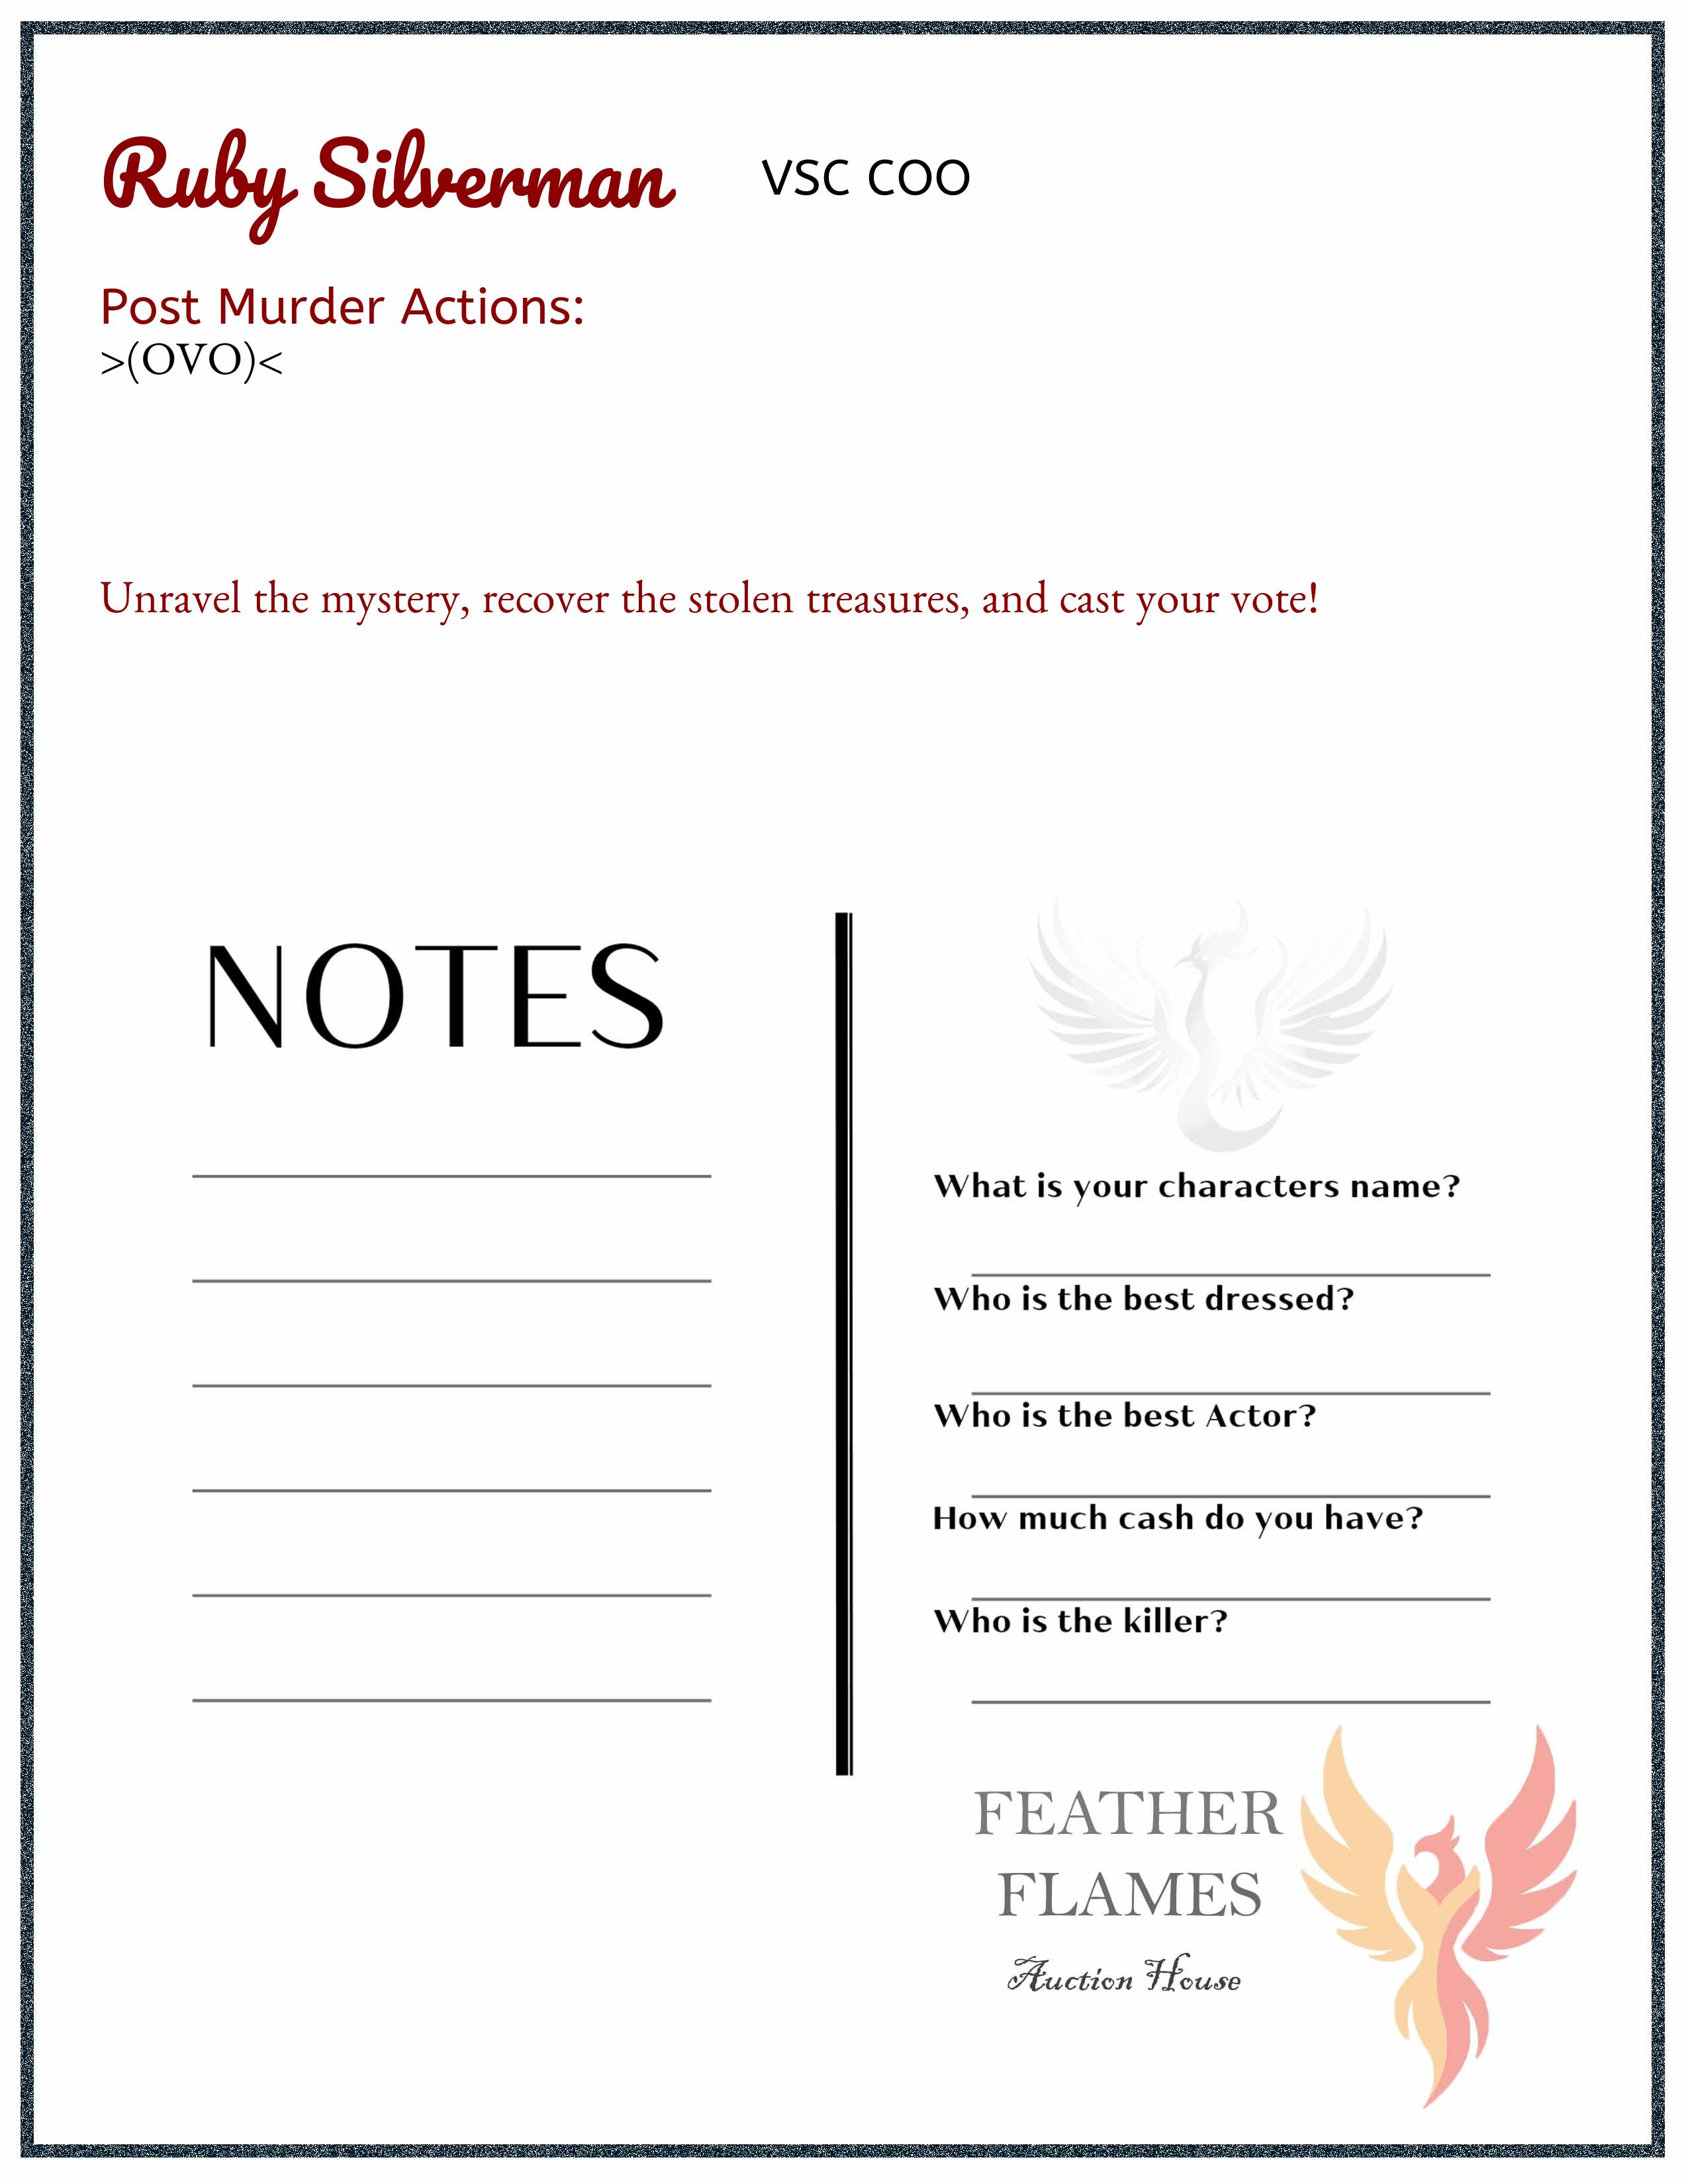 Ruby Silverman VSC COO
Post Murder Actions:
>(OVO)<
Unravel the mystery, recover the stolen treasures, and cast your vote!
NOTES
What is your characters name?
Who is the best dressed?
Who is the best Actor?
How much cash do you have?
Who is the killer?
FEATHER
FLAMES
Auction House